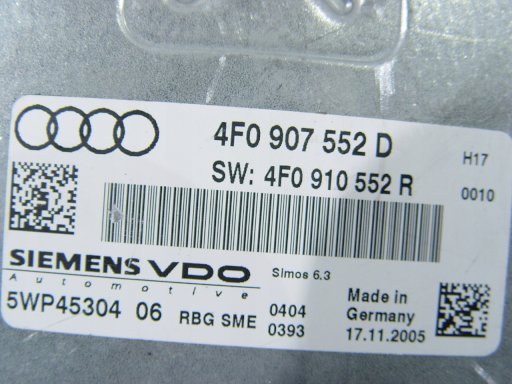 4F0 907 552 D
H17
SW: 4F0 910 552 R
0010
SIEMENS VDO
Simos 6.3
Automotive
5WP45304 06
RBG SME
0404
0393
Made in
Germany
17.11.2005